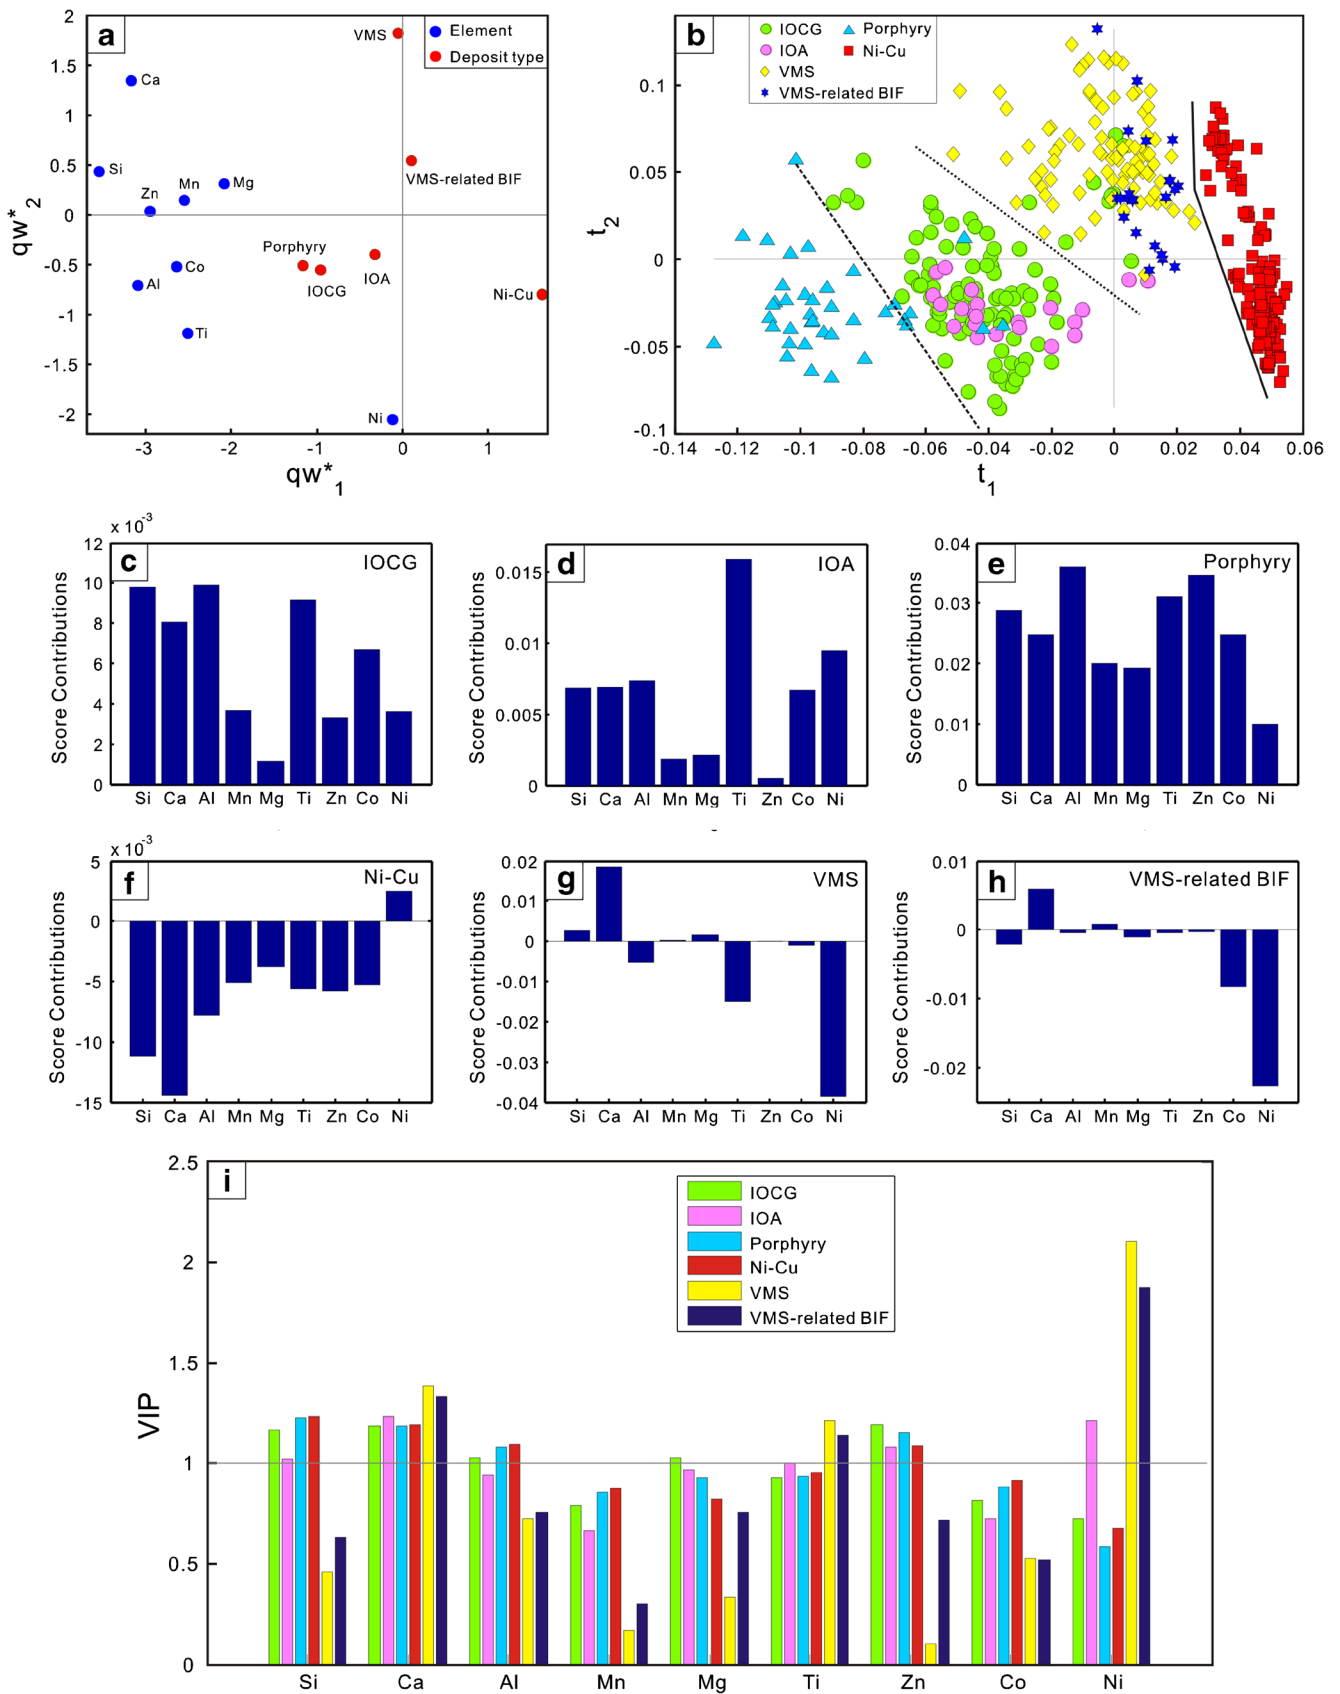 a
Element
Deposit type
VMS
Ca
Si
Zn
Mn
Mg
VMS-related BIF
Porphyry
IOCG
IOA
Co
Al
Ti
Ni-Cu
Ni
2
1.5
1
0.5
0
-0.5
-1
-1.5
-2
-3
-2
-1
0
1
qw*2
qw*1
b
IOCG
Porphyry
IOA
Ni-Cu
VMS
VMS-related BIF
0.1
0.05
0
-0.05
-0.1
-0.14
-0.12
-0.1
-0.08
-0.06
-0.04
-0.02
0
0.02
0.04
0.06
t2
t1
c
IOCG
x 10-3
12
10
8
6
4
2
0
Score Contributions
Si Ca Al Mn Mg Ti Zn Co Ni
d
IOA
0.015
0.01
0.005
0
Score Contributions
Si Ca Al Mn Mg Ti Zn Co Ni
e
Porphyry
0.04
0.03
0.02
0.01
0
Score Contributions
Si Ca Al Mn Mg Ti Zn Co Ni
f
Ni-Cu
x 10-3
5
0
-5
-10
-15
Score Contributions
Si Ca Al Mn Mg Ti Zn Co Ni
g
VMS
0.02
0.01
0
-0.01
-0.02
-0.03
-0.04
Score Contributions
Si Ca Al Mn Mg Ti Zn Co Ni
h
VMS-related BIF
0.01
0
-0.01
-0.02
Score Contributions
Si Ca Al Mn Mg Ti Zn Co Ni
i
IOCG
IOA
Porphyry
Ni-Cu
VMS
VMS-related BIF
2.5
2
1.5
1
0.5
0
VIP
Si Ca Al Mn Mg Ti Zn Co Ni